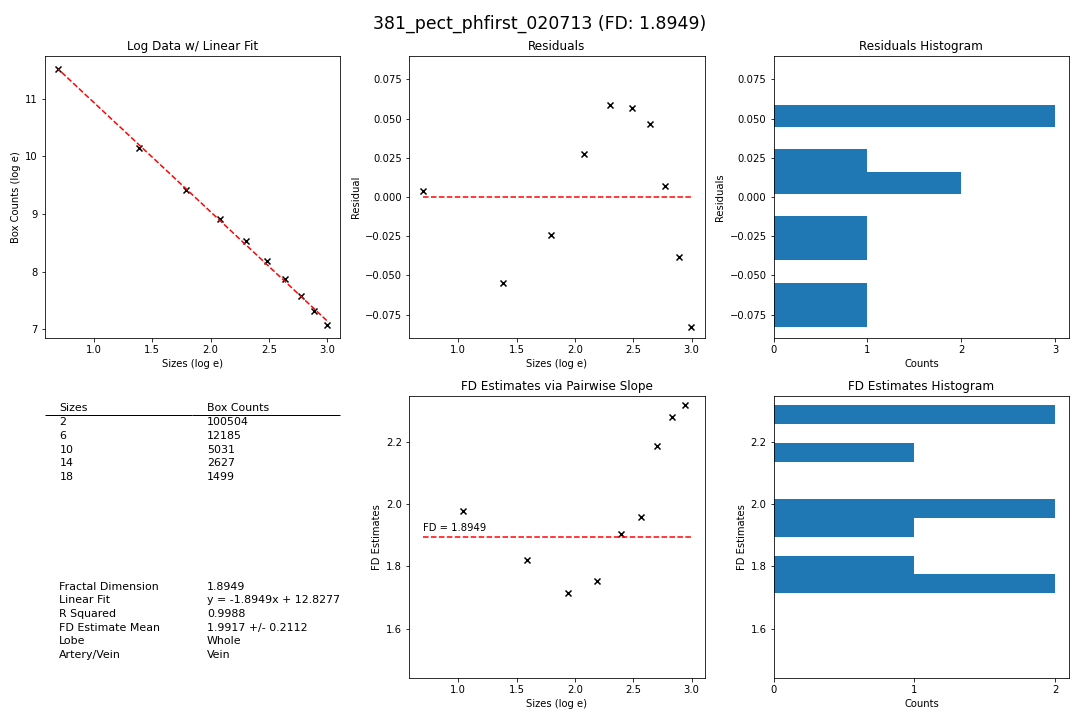 381_pect_phfirst_020713 (FD: 1.8949)
Log Data w/ Linear Fit
Box Counts (log e)
11
10
9
8
7
1.0 1.5 2.0 2.5 3.0
Sizes (log e)
Residuals
Residual
0.075
0.050
0.025
0.000
−0.025
−0.050
−0.075
1.0 1.5 2.0 2.5 3.0
Sizes (log e)
Residuals Histogram
Residuals
0.075
0.050
0.025
0.000
−0.025
−0.050
−0.075
0 1 2 3
Counts
Sizes Box Counts
2 100504
6 12185
10 5031
14 2627
18 1499
Fractal Dimension 1.8949
Linear Fit y = -1.8949x + 12.8277
R Squared 0.9988
FD Estimate Mean 1.9917 +/- 0.2112
Lobe Whole
Artery/Vein Vein
FD Estimates via Pairwise Slope
FD Estimates
2.2
2.0
1.8
1.6
FD = 1.8949
1.0 1.5 2.0 2.5 3.0
Sizes (log e)
FD Estimates Histogram
FD Estimates
2.2
2.0
1.8
1.6
0 1 2
Counts